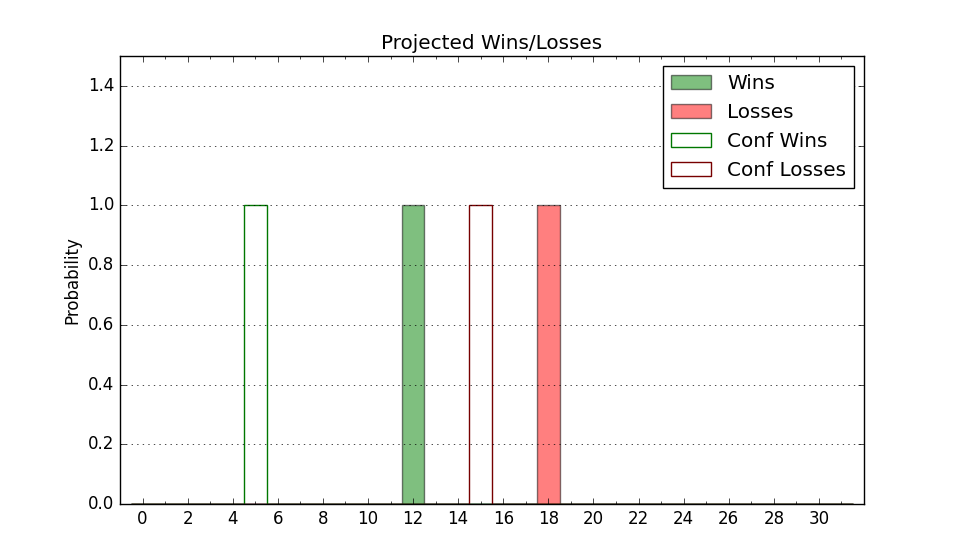 Projected Wins/Losses
Wins
Losses
Conf Wins
Conf Losses
Probability
1.4
1.2
1.0
0.8
0.6
0.4
0.2
0.0
0 2 4 6 8 10 12 14 16 18 20 22 24 26 28 30